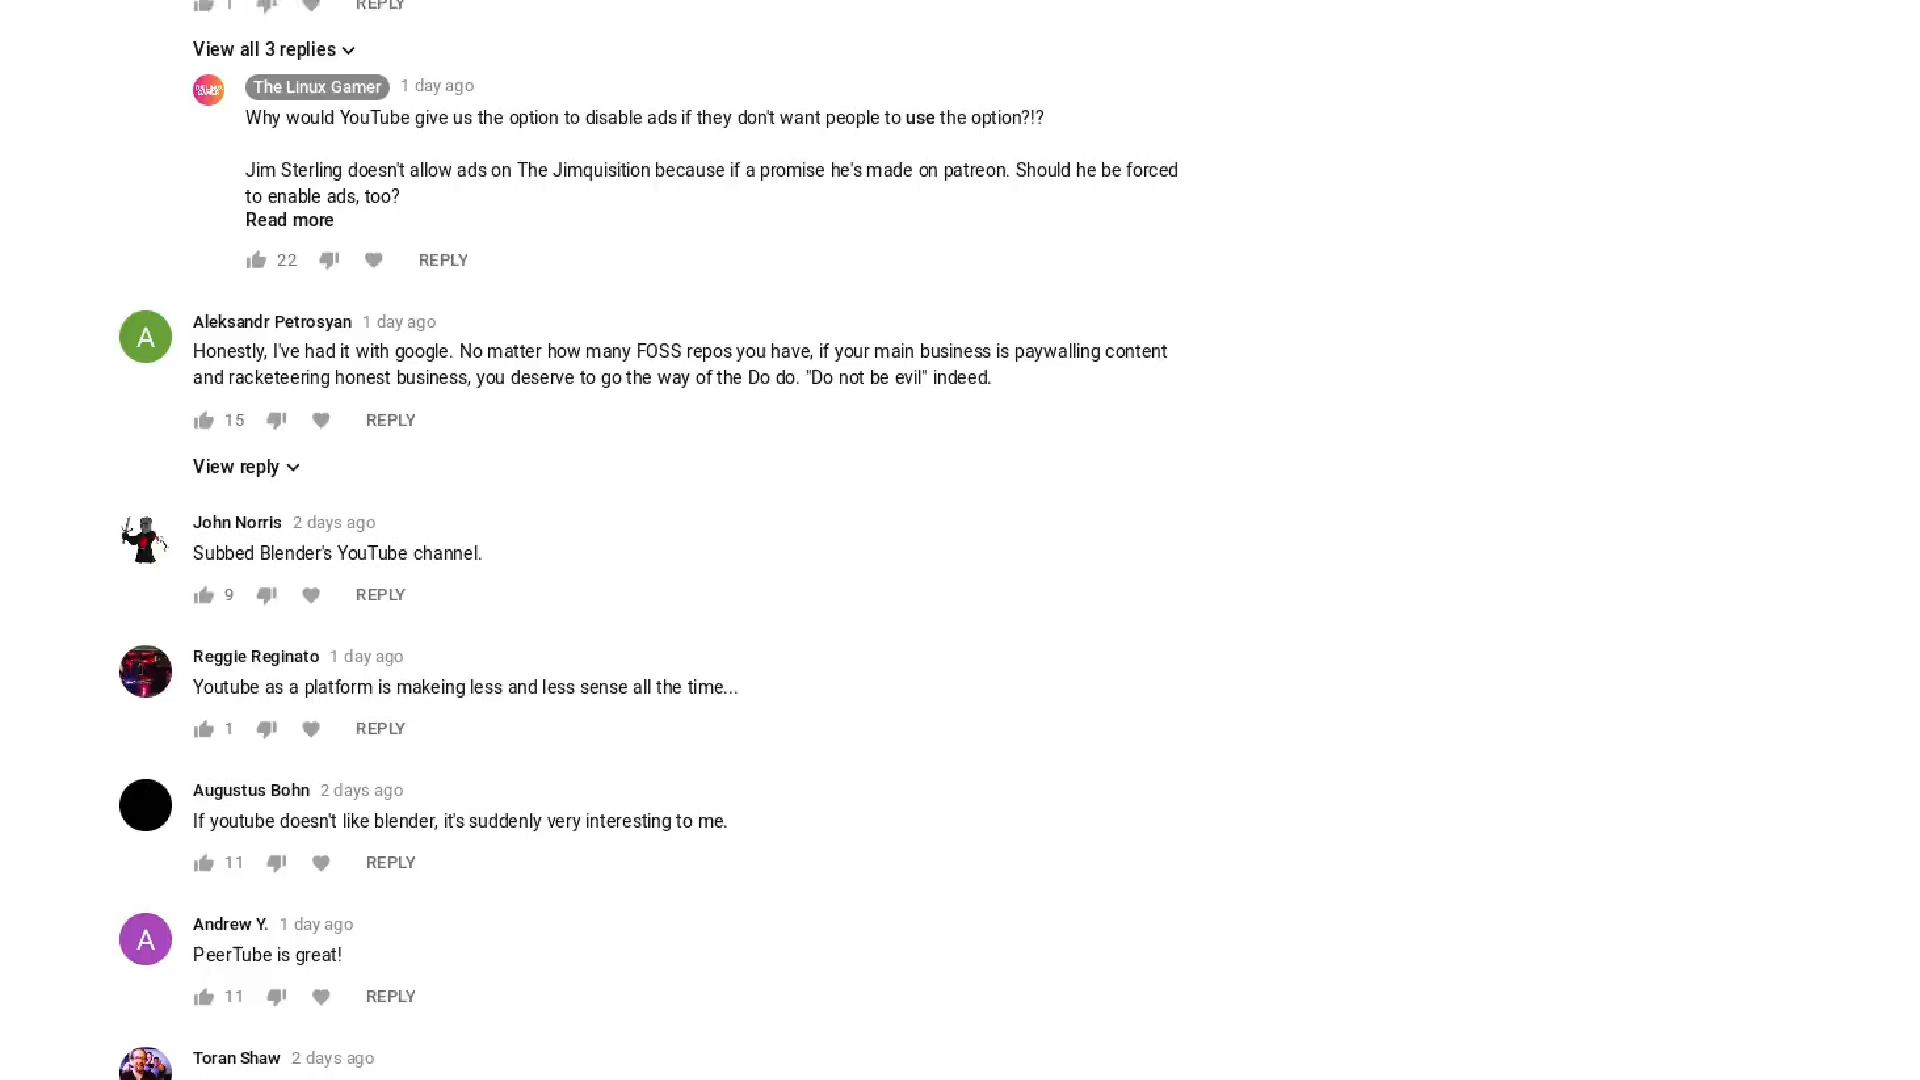 1 REPLY
View all 3 replies
The Linux Gamer 1 day ago
Why would YouTube give us the option to disable ads if they don't want people to use the option?!?
Jim Sterling doesn't allow ads on The Jimquisition because if a promise he's made on patreon. Should he be forced
to enable ads, too?
Read more
22 REPLY
A
Aleksandr Petrosyan 1 day ago
Honestly, I've had it with google. No matter how many FOSS repos you have, if your main business is paywalling content
and racketeering honest business, you deserve to go the way of the Do do. "Do not be evil" indeed.
15 REPLY
View reply
John Norris 2 days ago
Subbed Blender's YouTube channel.
9 REPLY
Reggie Reginato 1 day ago
Youtube as a platform is makeing less and less sense all the time...
1 REPLY
Augustus Bohn 2 days ago
If youtube doesn't like blender, it's suddenly very interesting to me.
11 REPLY
A
Andrew Y. 1 day ago
PeerTube is great!
11 REPLY
Toran Shaw 2 days ago